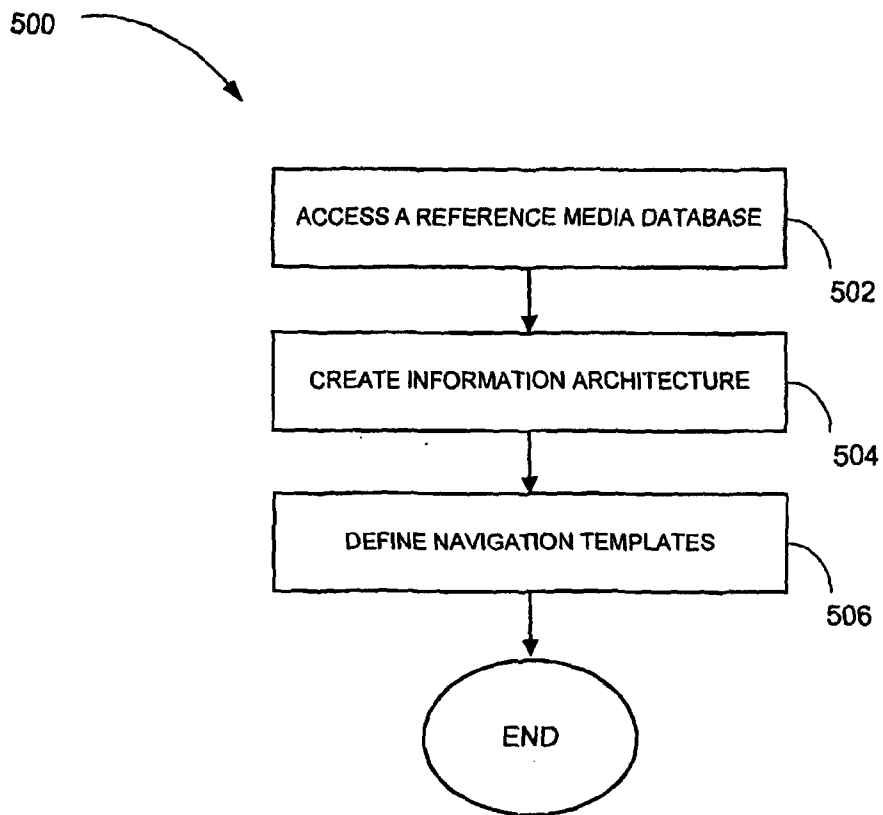 500
ACCESS A REFERENCE MEDIA DATABASE
502
CREATE INFORMATION ARCHITECTURE
504
DEFINE NAVIGATION TEMPLATES
506
END